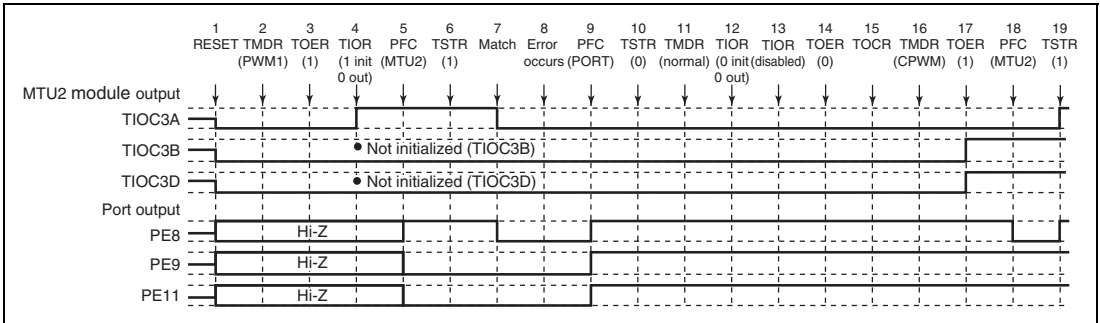 1 2 3 4 5 6 7 8 9 10 11 12 13 14 15 16 17 18 19
RESET TMDR TOER TIOR PFC TSTR Match Error PFC TSTR TMDR TIOR TIOR TOER TOCR TMDR TOER PFC TSTR
(PWM1) (1) (1 init (MTU2) (1) occurs (PORT) (0) (normal) (0 init (disabled) (0) (CPWM) (1) (MTU2) (1)
0 out) 0 out)
MTU2 module output
TIOC3A
TIOC3B • Not initialized (TIOC3B)
TIOC3D • Not initialized (TIOC3D)
Port output
PE8 Hi-Z
PE9 Hi-Z
PE11 Hi-Z